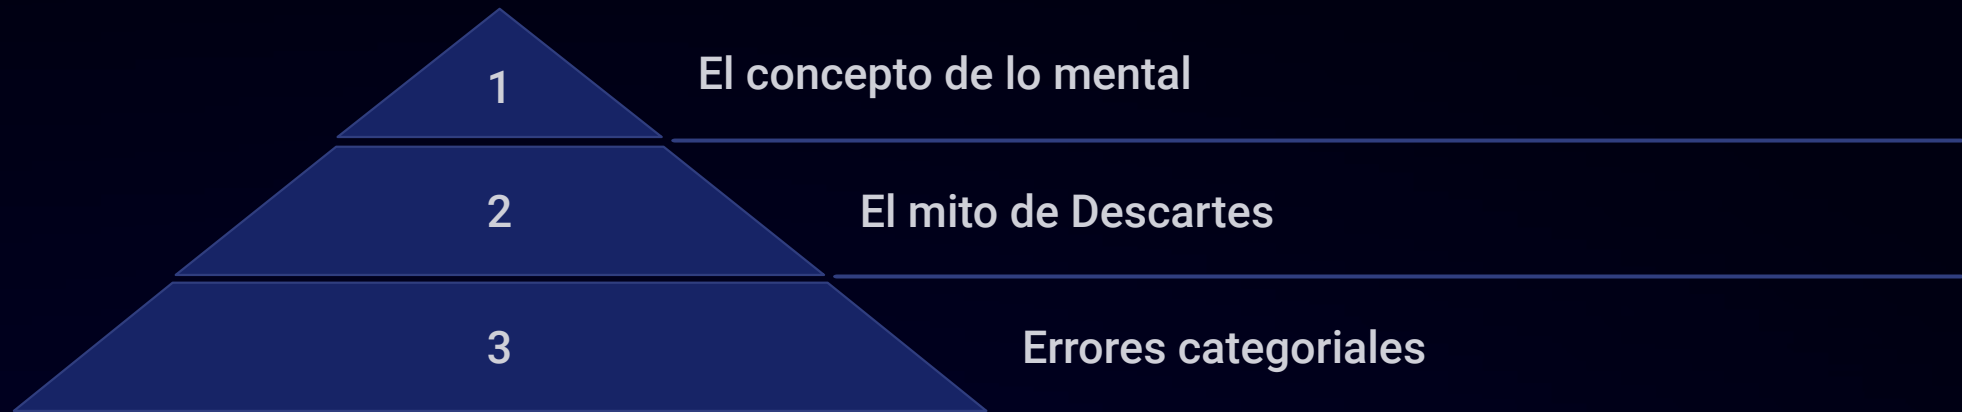 1
El concepto de lo mental
2
El mito de Descartes
3
Errores categoriales